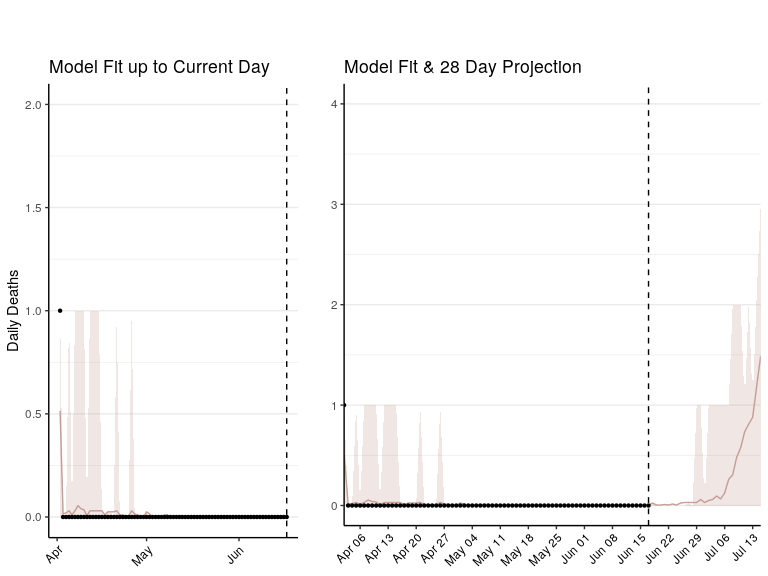 Model Fit up to Current Day
Daily Deaths
2.0
1.5
1.0
0.5
0.0
Apr
May
Jun
Model Fit & 28 Day Projection
4
3
2
1
0
Apr 06
Apr 13
Apr 20
Apr 27
May 04
May 11
May 18
May 25
Jun 01
Jun 08
Jun 15
Jun 22
Jun 29
Jul 06
Jul 13